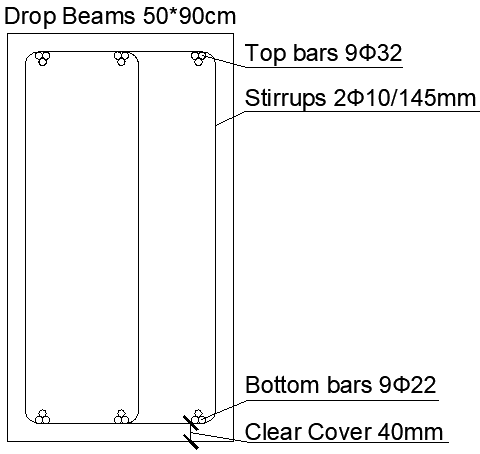 Drop Beams 50*90cm
Top bars 9Φ32
Stirrups 2Φ10/145mm
Bottom bars 9Φ22
Clear Cover 40mm